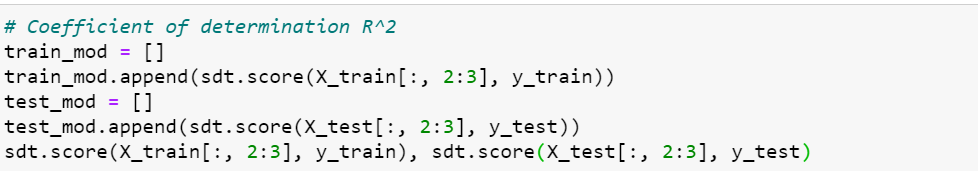 # Coefficient of determination R^2
train_mod = []
train_mod.append(sdt.score(X_train[:, 2:3], y_train))
test_mod = []
test_mod.append(sdt.score(X_test[:, 2:3], y_test))
sdt.score(X_train[:, 2:3], y_train), sdt.score(X_test[:, 2:3], y_test)